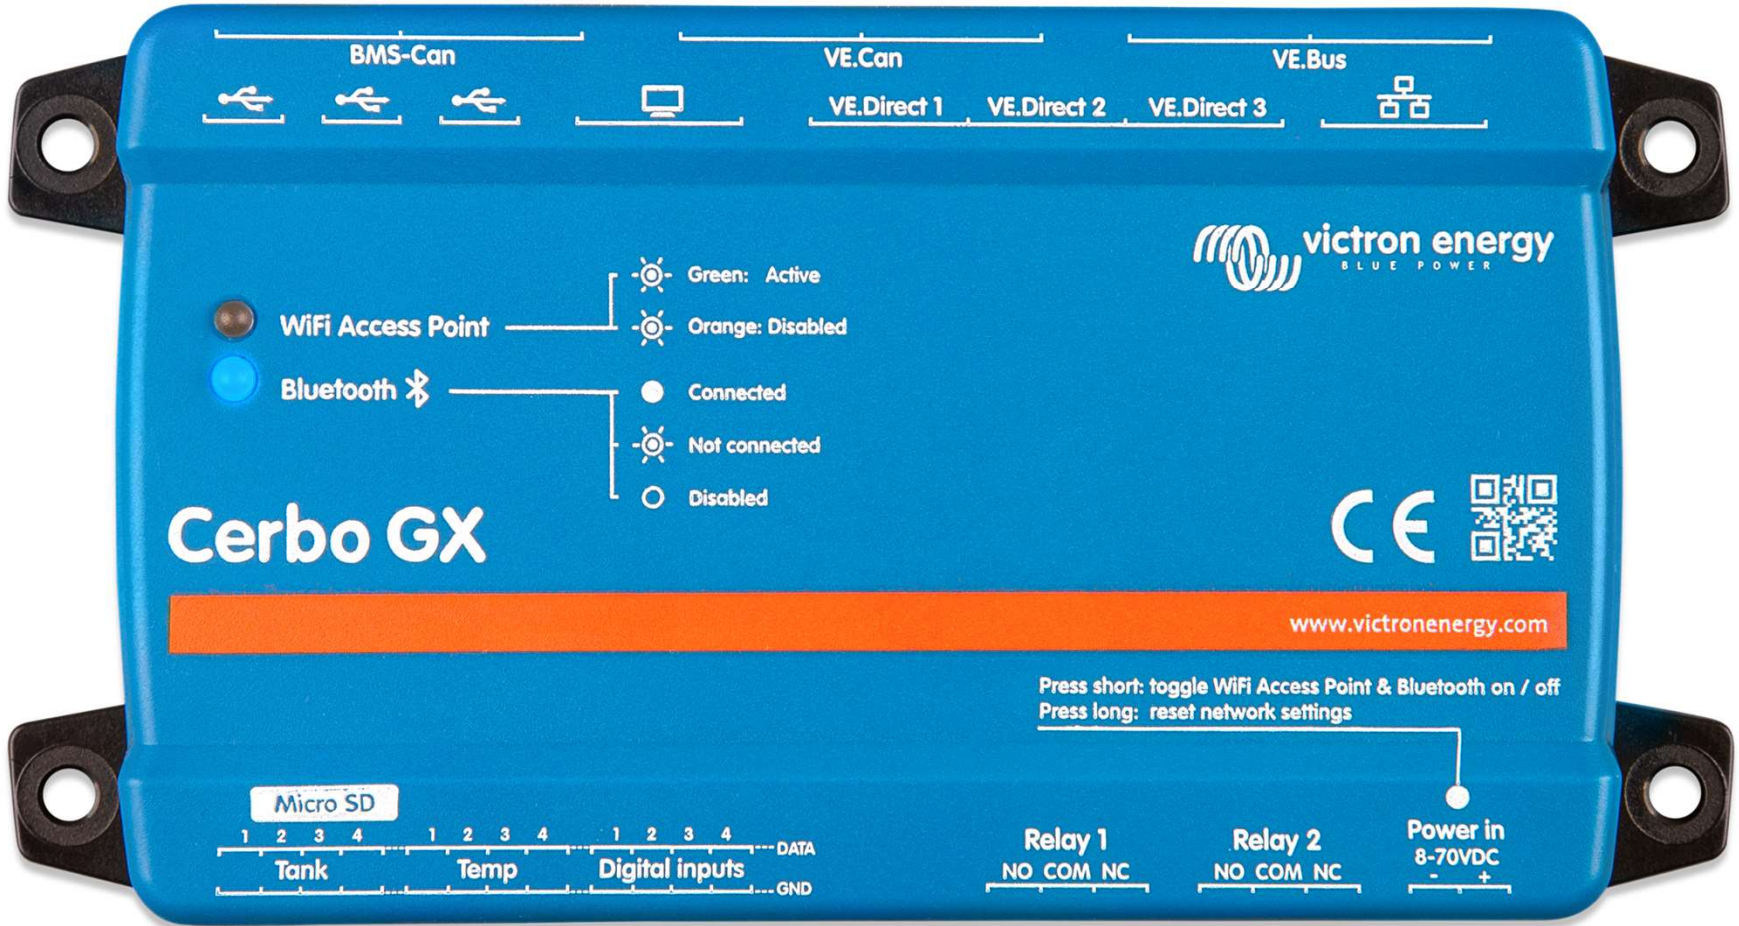 BMS-Can VE.Can VE.Bus
VE.Direct 1 VE.Direct 2 VE.Direct 3
victron energy
BLUE POWER
Green: Active
WiFi Access Point
Orange: Disabled
Bluetooth
Connected
Not connected
Disabled
Cerbo GX
CE
www.victronenergy.com
Press short: toggle WiFi Access Point & Bluetooth on / off
Press long: reset network settings
Micro SD
1 2 3 4 1 2 3 4 1 2 3 4
DATA
Tank Temp Digital inputs
GND
Relay 1
NO COM NC
Relay 2
NO COM NC
Power in
8-70VDC
- +